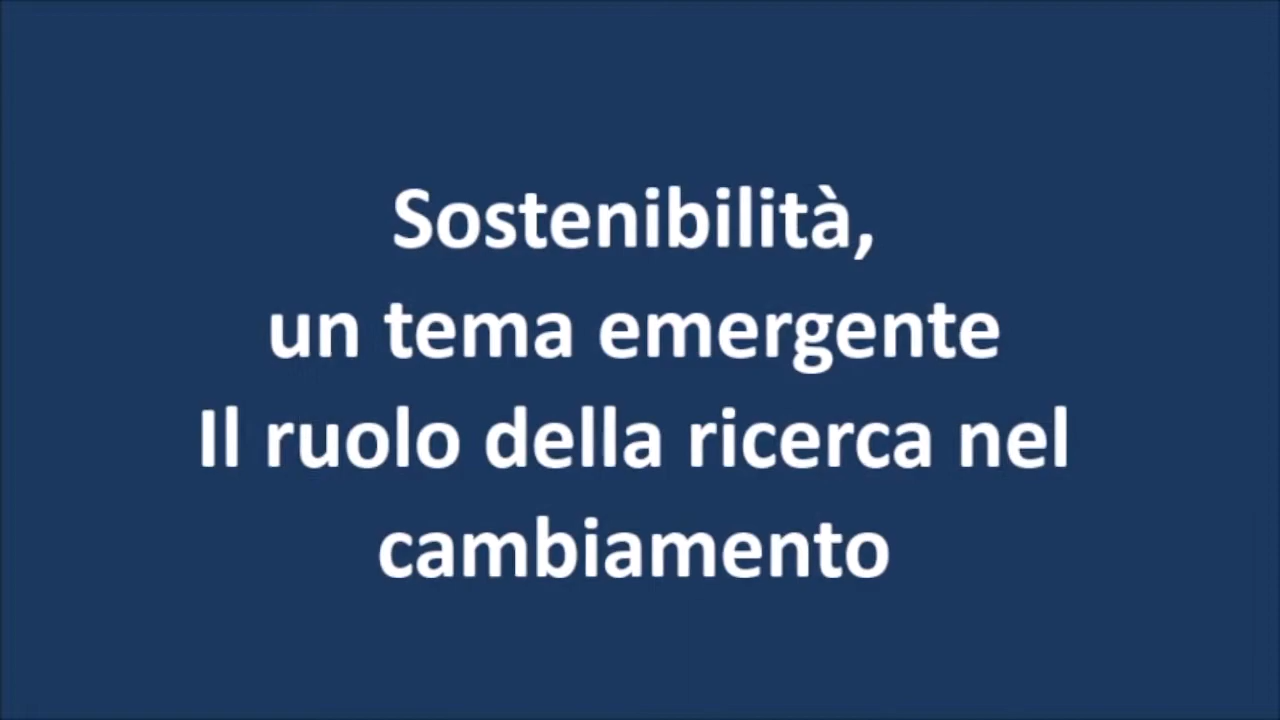 Sostenibilità,
un tema emergente
Il ruolo della ricerca nel
cambiamento